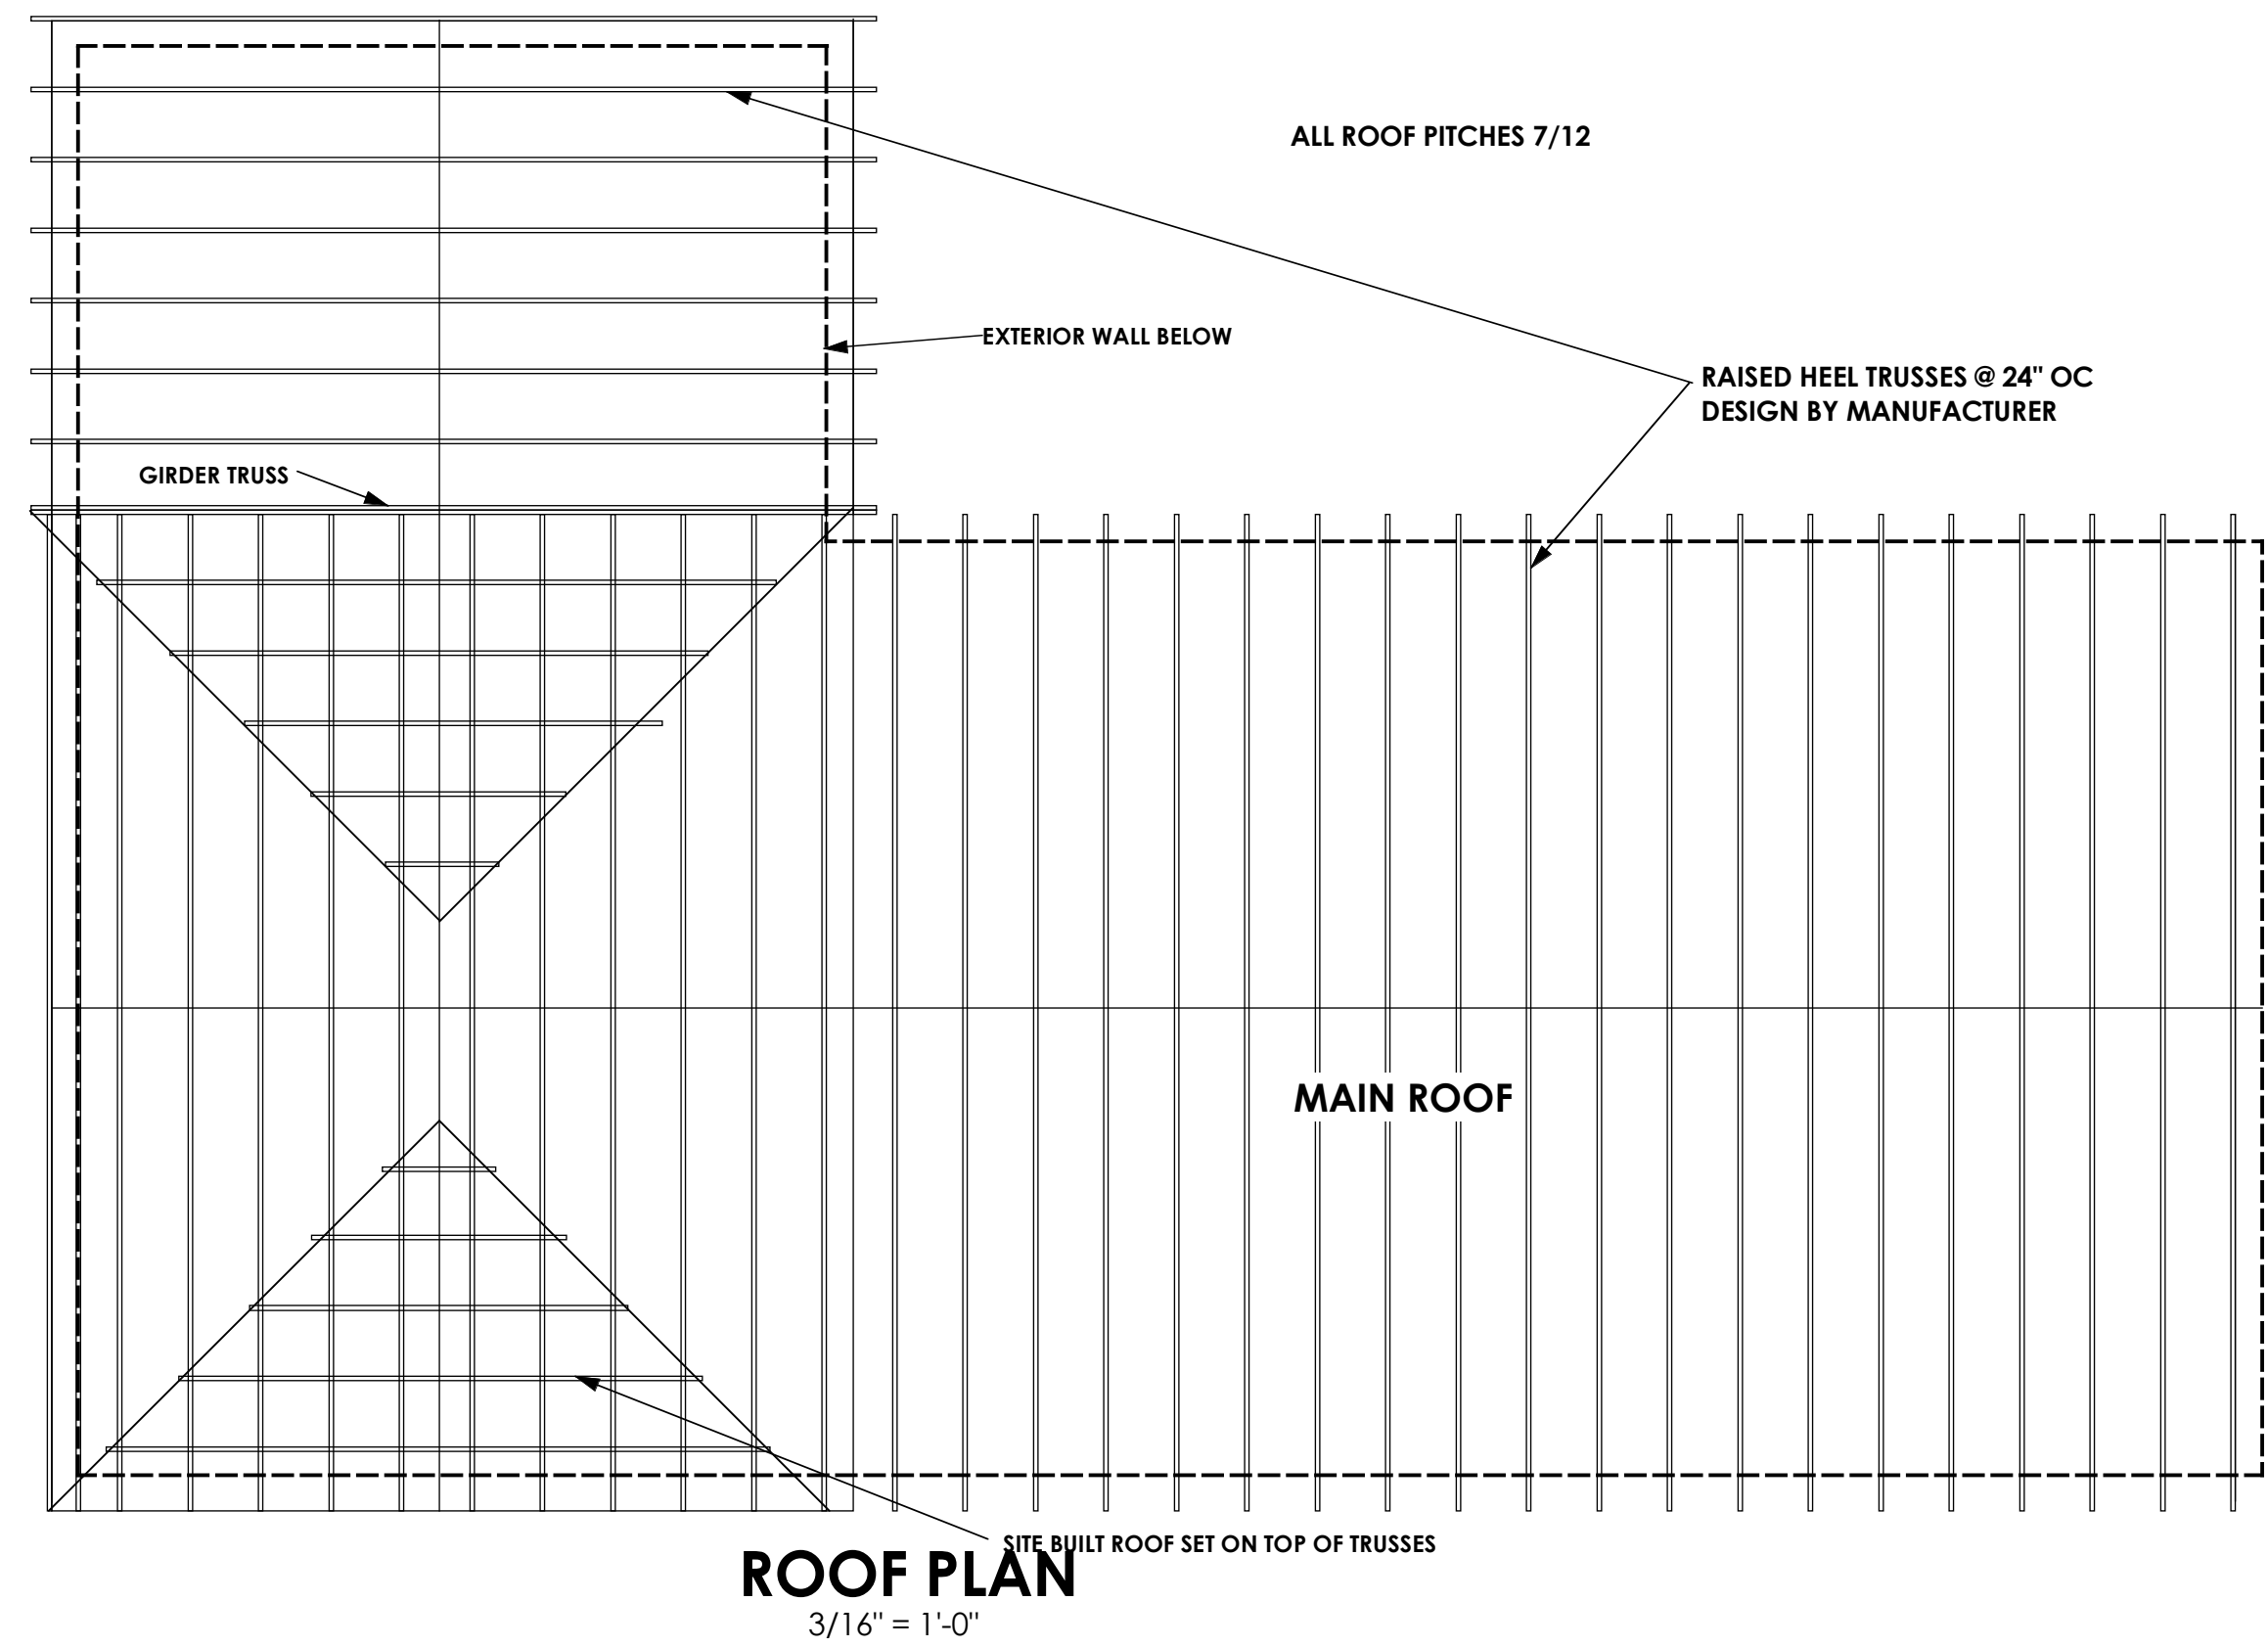 ALL ROOF PITCHES 7/12
EXTERIOR WALL BELOW
RAISED HEEL TRUSSES @ 24" OC
DESIGN BY MANUFACTURER
GIRDER TRUSS
MAIN ROOF
SITE BUILT ROOF SET ON TOP OF TRUSSES
ROOF PLAN
3/16" = 1'-0"